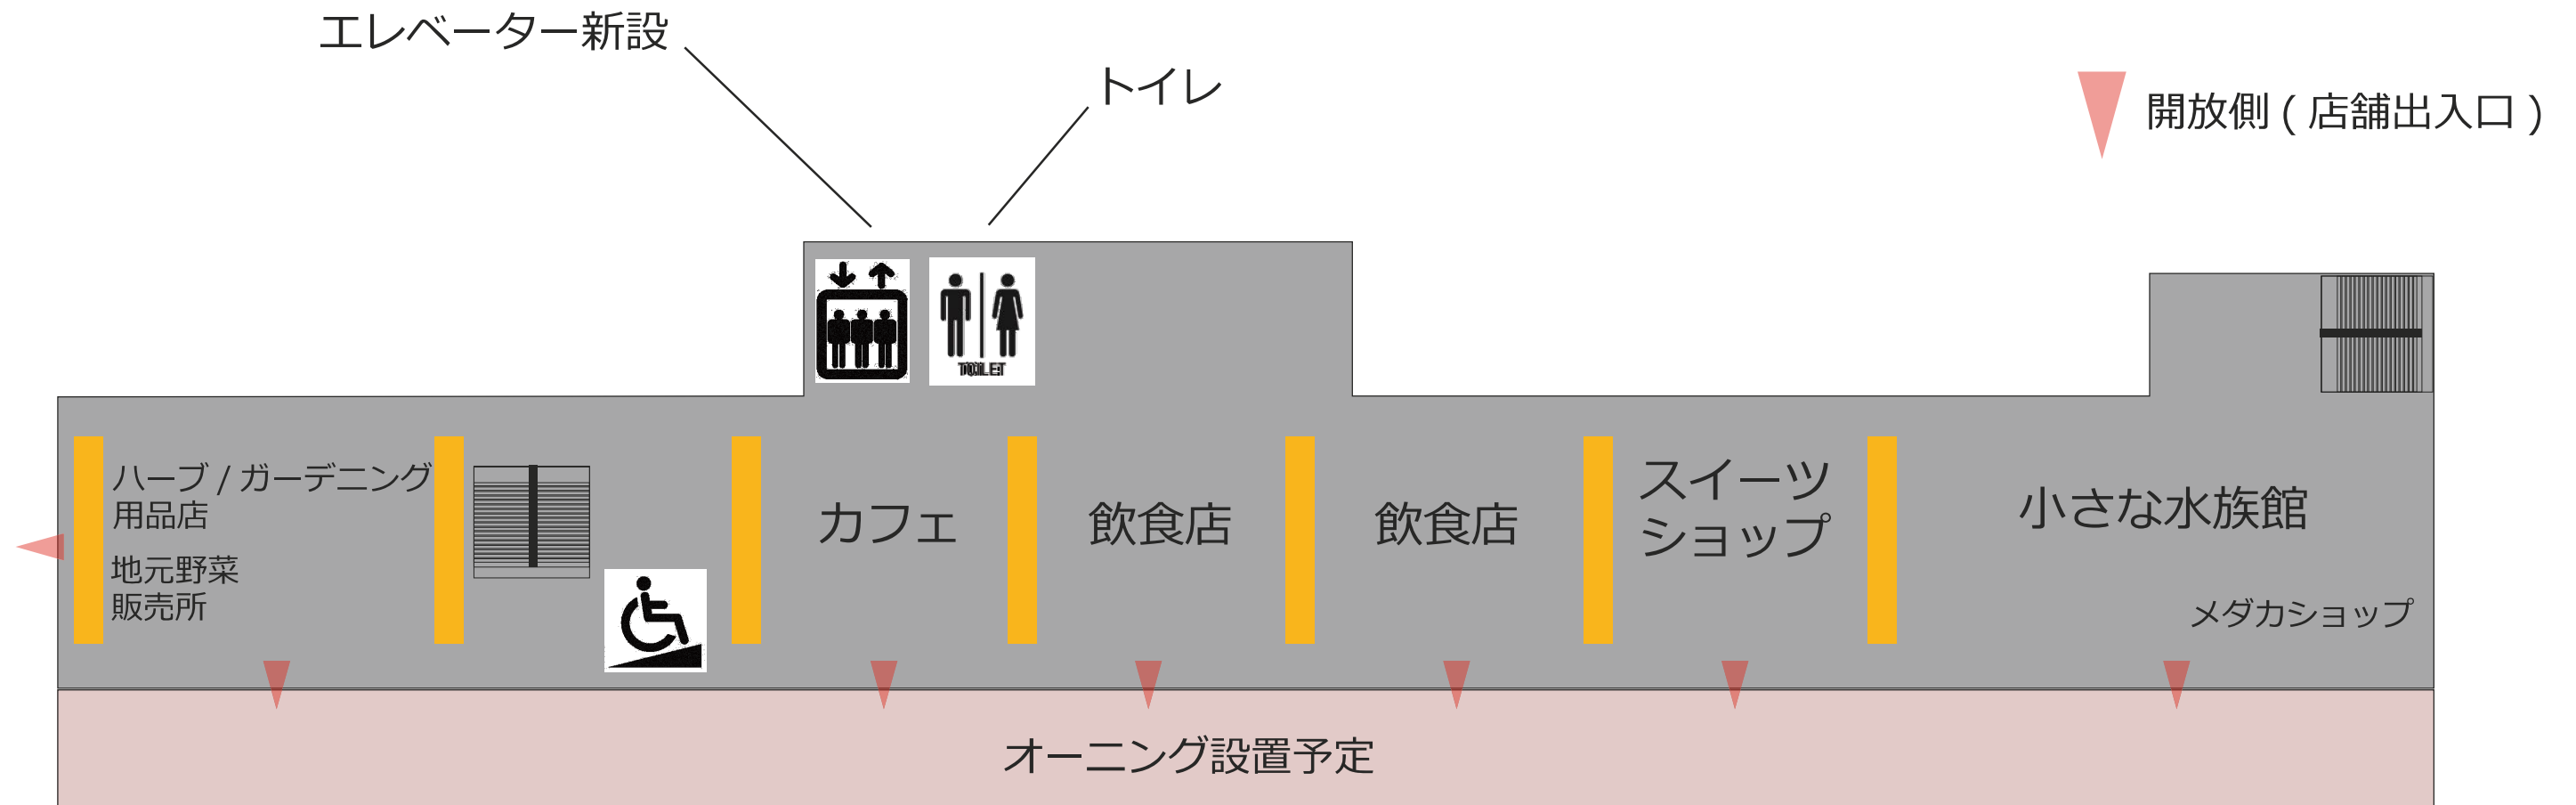 エレベーター新設
トイレ
開放側 ( 店舗出入口 )
TOILET
ハーブ / ガーデニング
用品店
地元野菜
販売所
カフェ
飲食店
飲食店
スイーツ
ショップ
小さな水族館
メダカショップ
オーニング設置予定